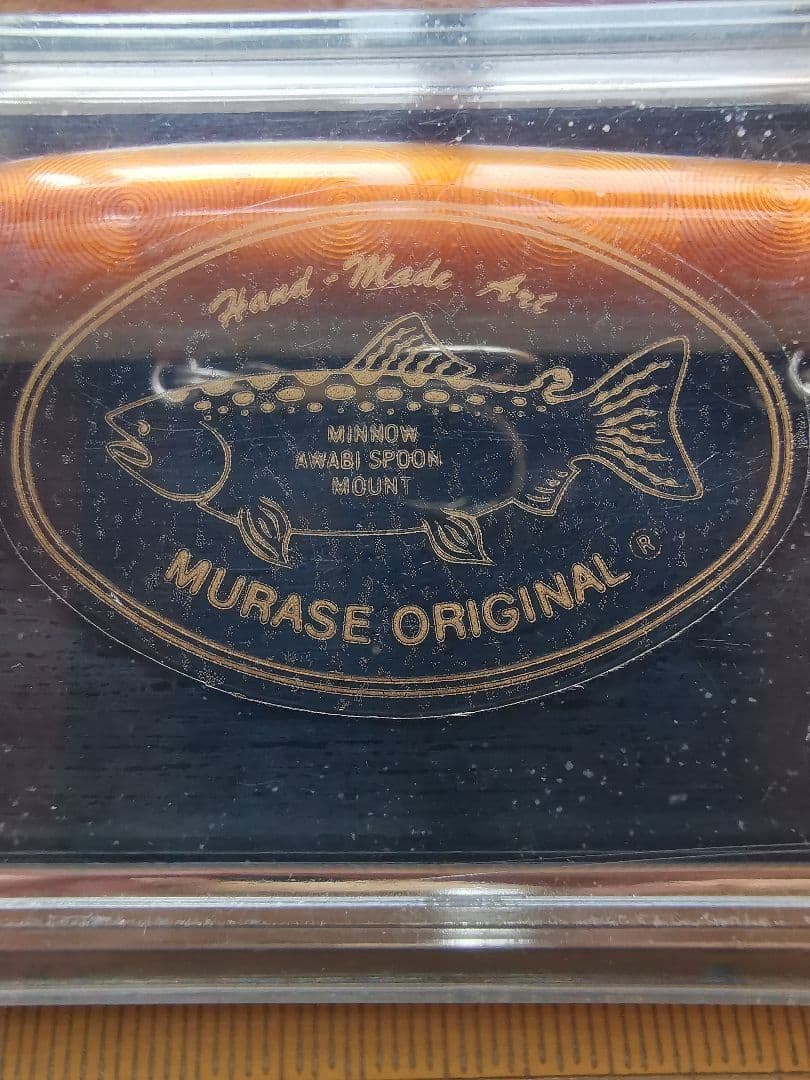 Hand-Made Art
MINNOW
AWABI SPOON
MOUNT
MURASE ORIGINAL ®